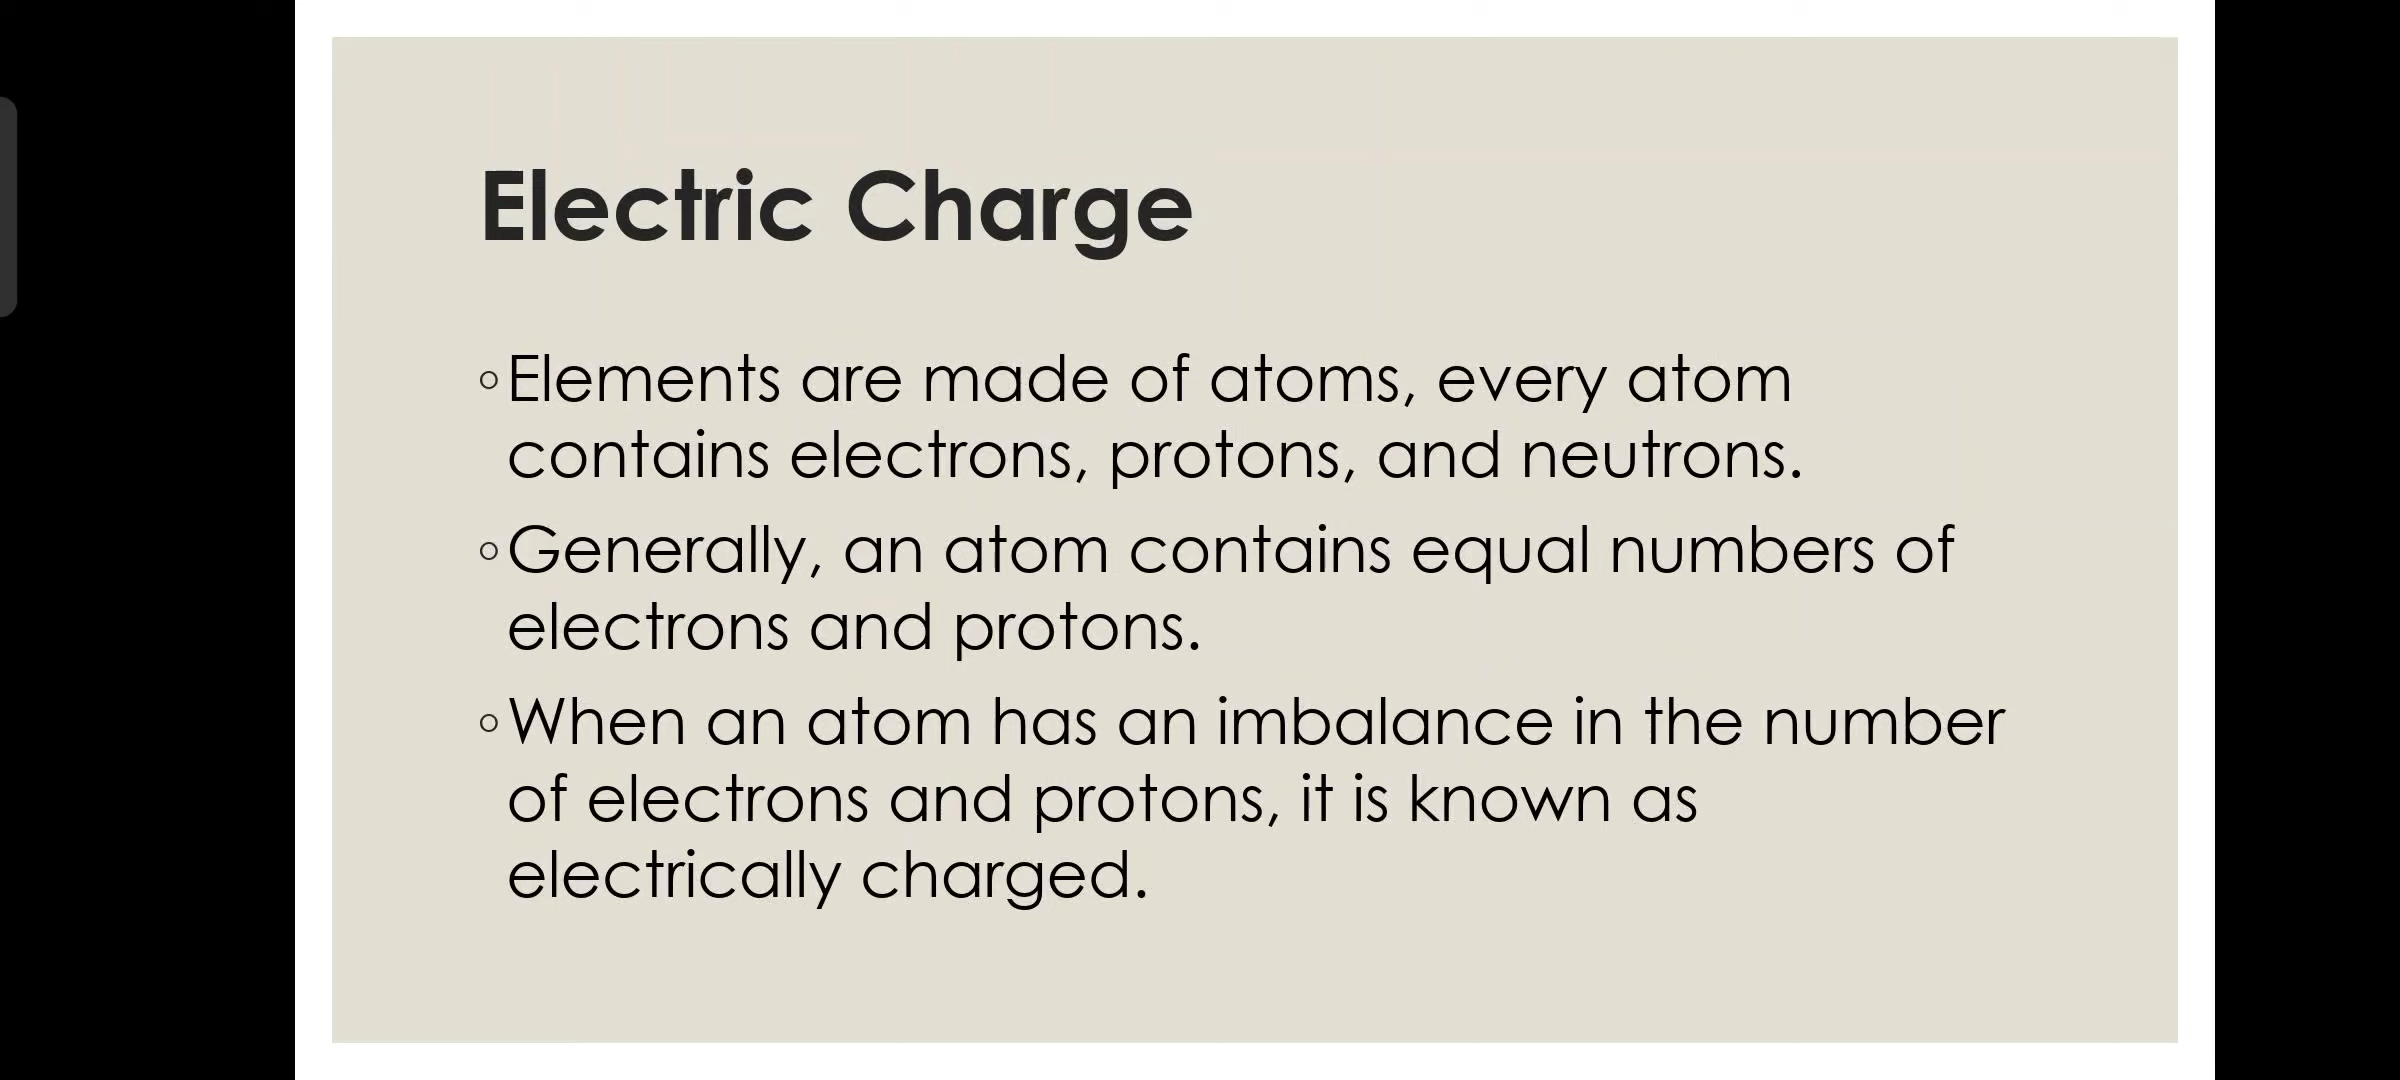 Electric Charge
◦Elements are made of atoms, every atom
contains electrons, protons, and neutrons.
◦Generally, an atom contains equal numbers of
electrons and protons.
◦When an atom has an imbalance in the number
of electrons and protons, it is known as
electrically charged.